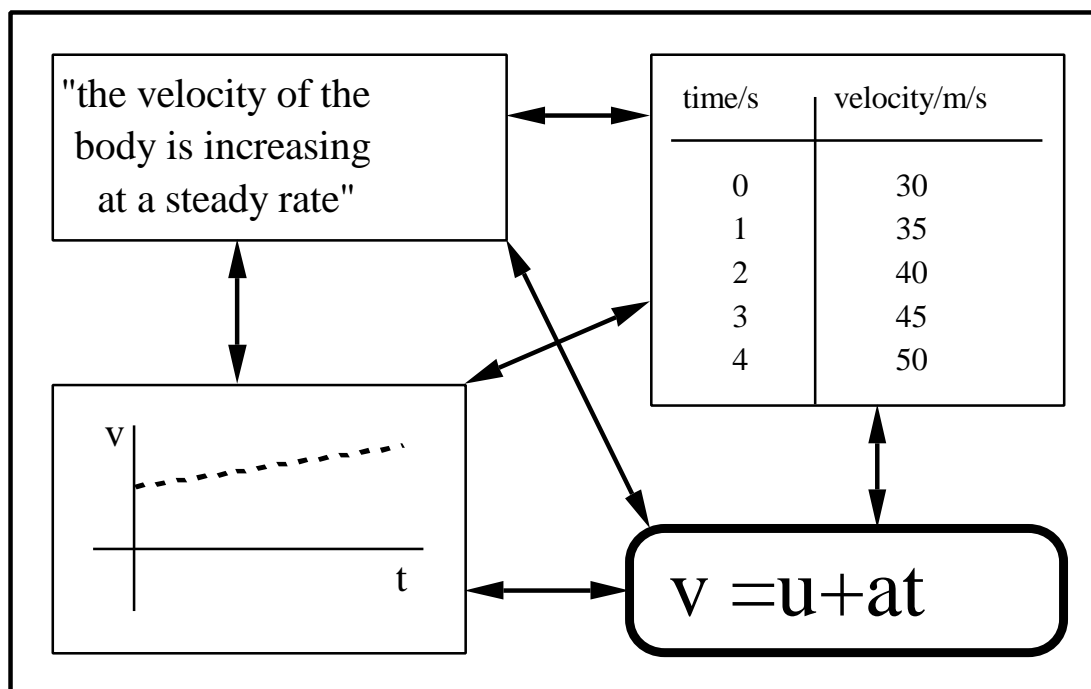 "the velocity of the
body is increasing
at a steady rate"
time/s velocity/m/s
0 30
1 35
2 40
3 45
4 50
v
t
v =u+at